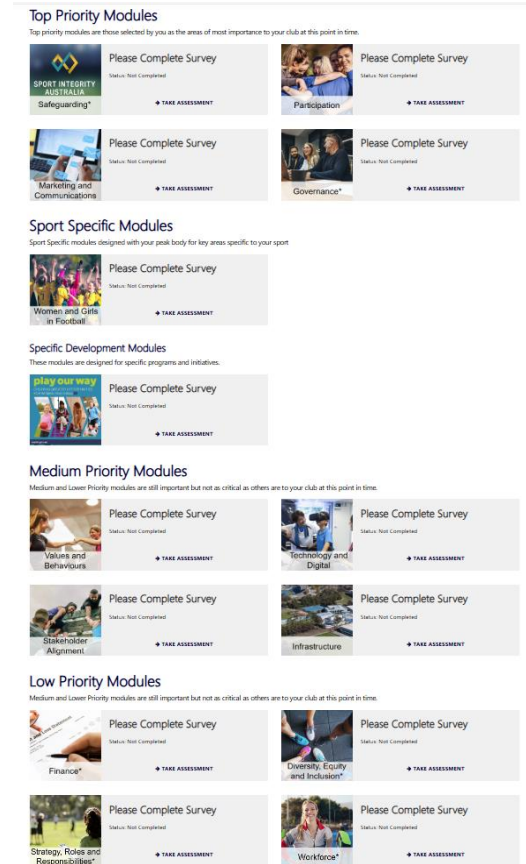 Top Priority Modules
Top priority modules are those selected by you as the areas of most importance to your club at this point in time.
SPORT INTEGRITY
AUSTRALIA
Safeguarding*
Please Complete Survey
Status: Not Completed
→ TAKE ASSESSMENT
Participation
Please Complete Survey
Status: Not Completed
→ TAKE ASSESSMENT
Marketing and
Communications
Please Complete Survey
Status: Not Completed
→ TAKE ASSESSMENT
Governance*
Please Complete Survey
Status: Not Completed
→ TAKE ASSESSMENT
Sport Specific Modules
Sport Specific modules designed with your peak body for key areas specific to your sport
Women and Girls
in Football
Please Complete Survey
Status: Not Completed
→ TAKE ASSESSMENT
Specific Development Modules
These modules are designed for specific programs and initiatives.
play our way
Please Complete Survey
Status: Not Completed
→ TAKE ASSESSMENT
Medium Priority Modules
Medium and Lower Priority modules are still important but not as critical as others are to your club at this point in time.
Values and
Behaviours
Please Complete Survey
Status: Not Completed
→ TAKE ASSESSMENT
Technology and
Digital
Please Complete Survey
Status: Not Completed
→ TAKE ASSESSMENT
Stakeholder
Alignment
Please Complete Survey
Status: Not Completed
→ TAKE ASSESSMENT
Infrastructure
Please Complete Survey
Status: Not Completed
→ TAKE ASSESSMENT
Low Priority Modules
Medium and Lower Priority modules are still important but not as critical as others are to your club at this point in time.
Finance*
Please Complete Survey
Status: Not Completed
→ TAKE ASSESSMENT
Diversity, Equity
and Inclusion*
Please Complete Survey
Status: Not Completed
→ TAKE ASSESSMENT
Strategy, Roles and
Responsibilities*
Please Complete Survey
Status: Not Completed
→ TAKE ASSESSMENT
Workforce*
Please Complete Survey
Status: Not Completed
→ TAKE ASSESSMENT